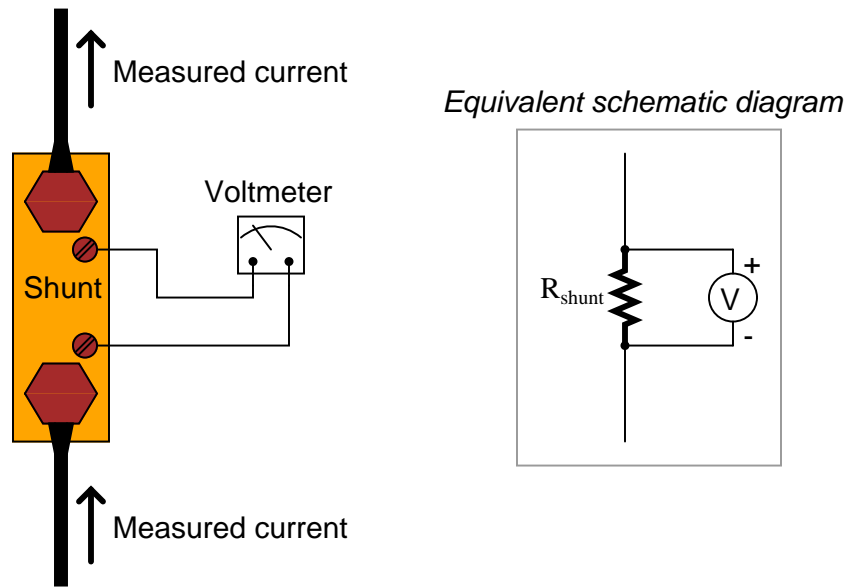 Measured current
Equivalent schematic diagram
Voltmeter
Shunt
R_shunt
+
V
-
Measured current